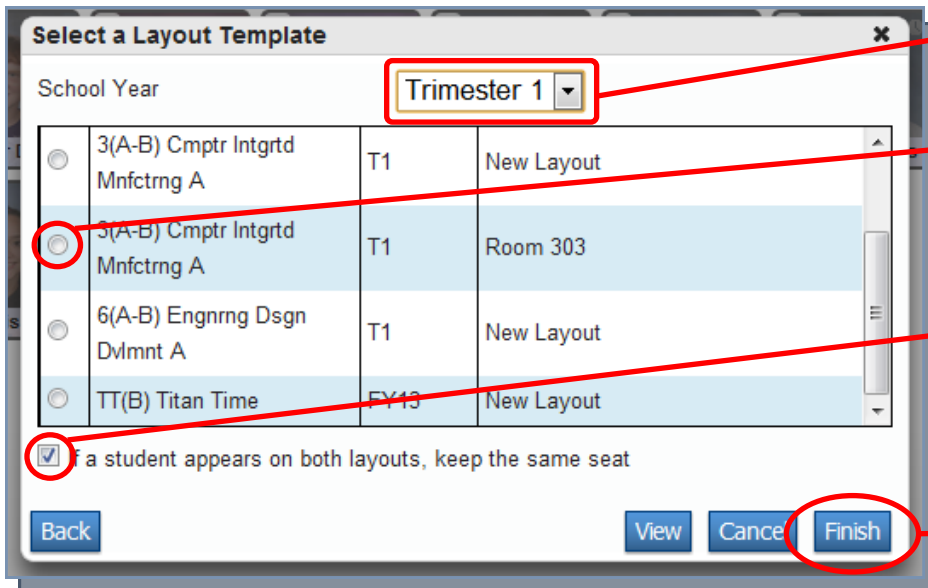 Select a Layout Template
School Year
Trimester 1
3(A-B) Cmptr Intgrtd
Mnfctrng A
T1
New Layout
3(A-B) Cmptr Intgrtd
Mnfctrng A
T1
Room 303
6(A-B) Engnrng Dsgn
Dvlmnt A
T1
New Layout
TT(B) Titan Time
FY13
New Layout
If a student appears on both layouts, keep the same seat
Back
View
Cancel
Finish